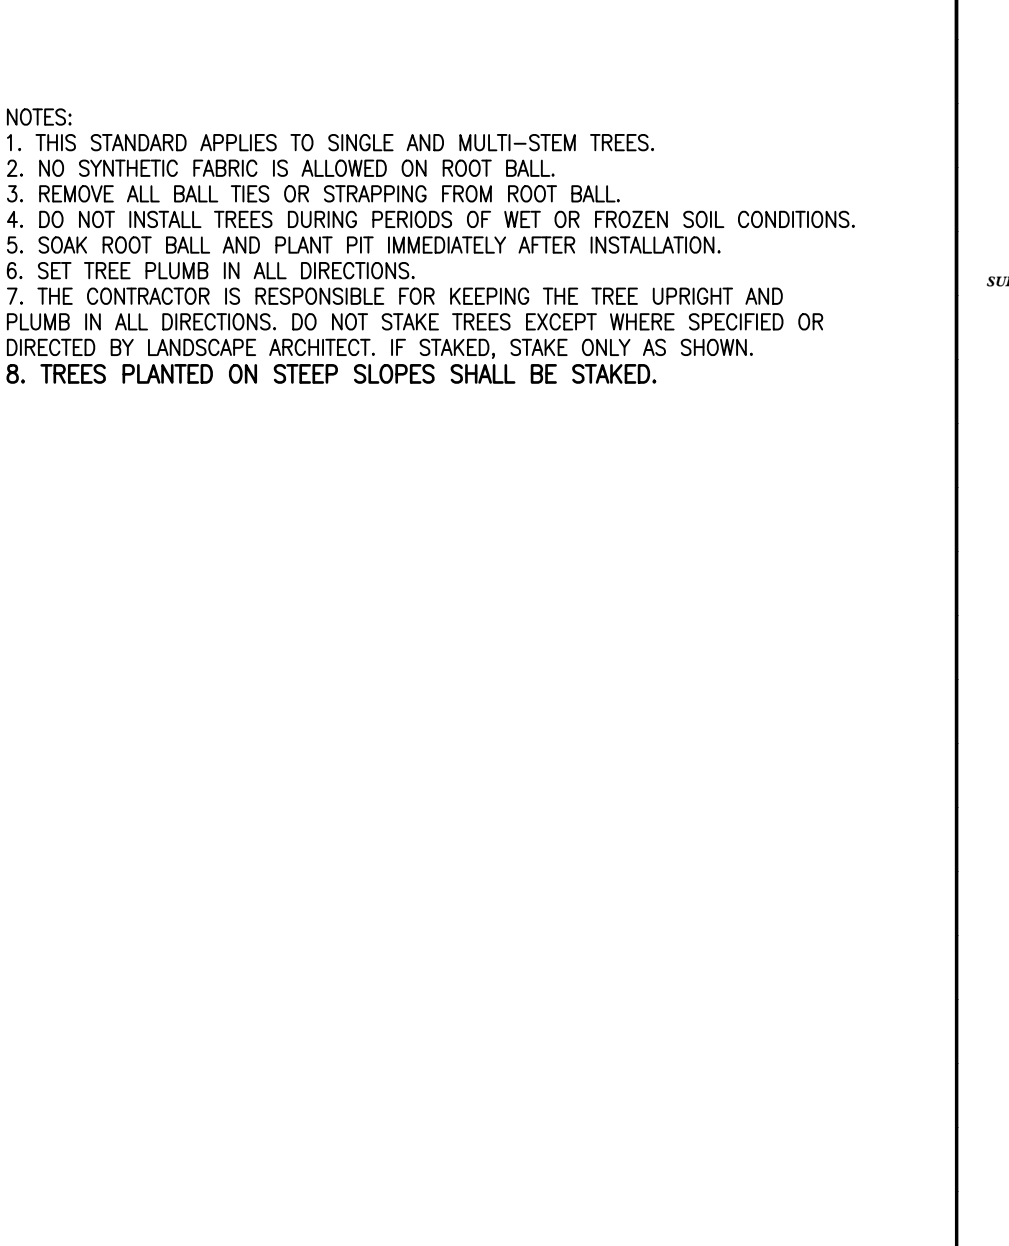 NOTES:
1. THIS STANDARD APPLIES TO SINGLE AND MULTI-STEM TREES.
2. NO SYNTHETIC FABRIC IS ALLOWED ON ROOT BALL.
3. REMOVE ALL BALL TIES OR STRAPPING FROM ROOT BALL.
4. DO NOT INSTALL TREES DURING PERIODS OF WET OR FROZEN SOIL CONDITIONS.
5. SOAK ROOT BALL AND PLANT PIT IMMEDIATELY AFTER INSTALLATION.
6. SET TREE PLUMB IN ALL DIRECTIONS.
7. THE CONTRACTOR IS RESPONSIBLE FOR KEEPING THE TREE UPRIGHT AND
PLUMB IN ALL DIRECTIONS. DO NOT STAKE TREES EXCEPT WHERE SPECIFIED OR
DIRECTED BY LANDSCAPE ARCHITECT. IF STAKED, STAKE ONLY AS SHOWN.
8. TREES PLANTED ON STEEP SLOPES SHALL BE STAKED.